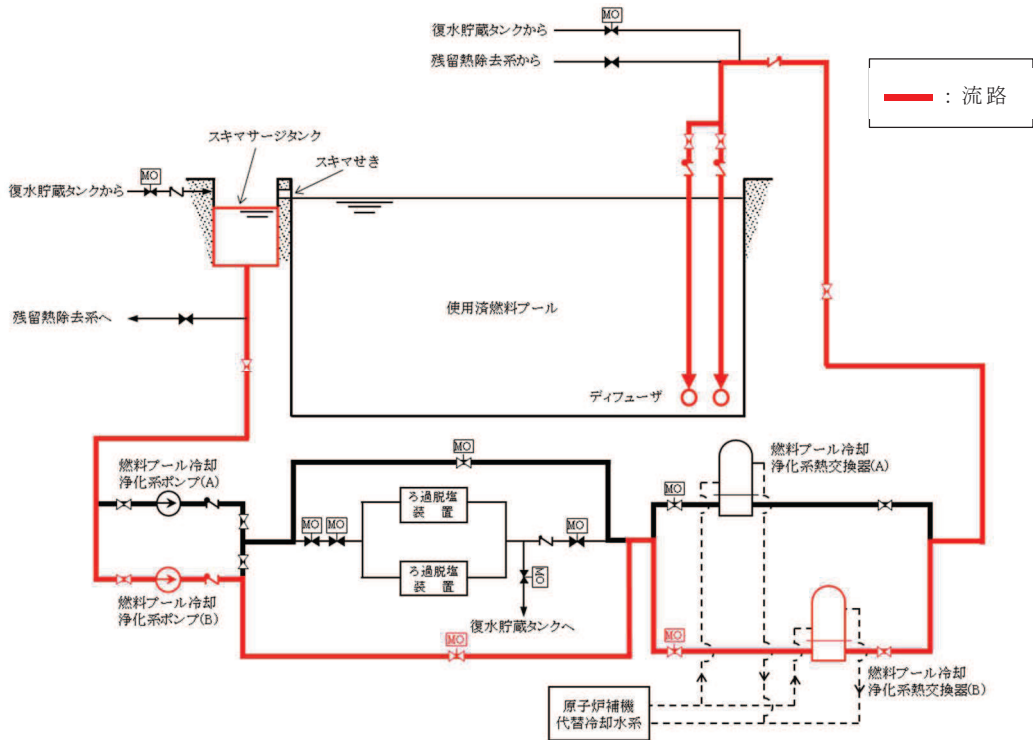 MO
復水貯蔵タンクから
残留熱除去系から
：流路
スキマサージタンク
スキマせき
MO
復水貯蔵タンクから
使用済燃料プール
残留熱除去系へ
ディフューザ
燃料プール冷却
浄化系ポンプ(A)
MO
燃料プール冷却
浄化系熱交換器(A)
MO
ろ過脱塩
装置
MO
MO
MO
ろ過脱塩
装置
MO
燃料プール冷却
浄化系ポンプ(B)
復水貯蔵タンクへ
MO
MO
燃料プール冷却
浄化系熱交換器(B)
原子炉補機
代替冷却水系